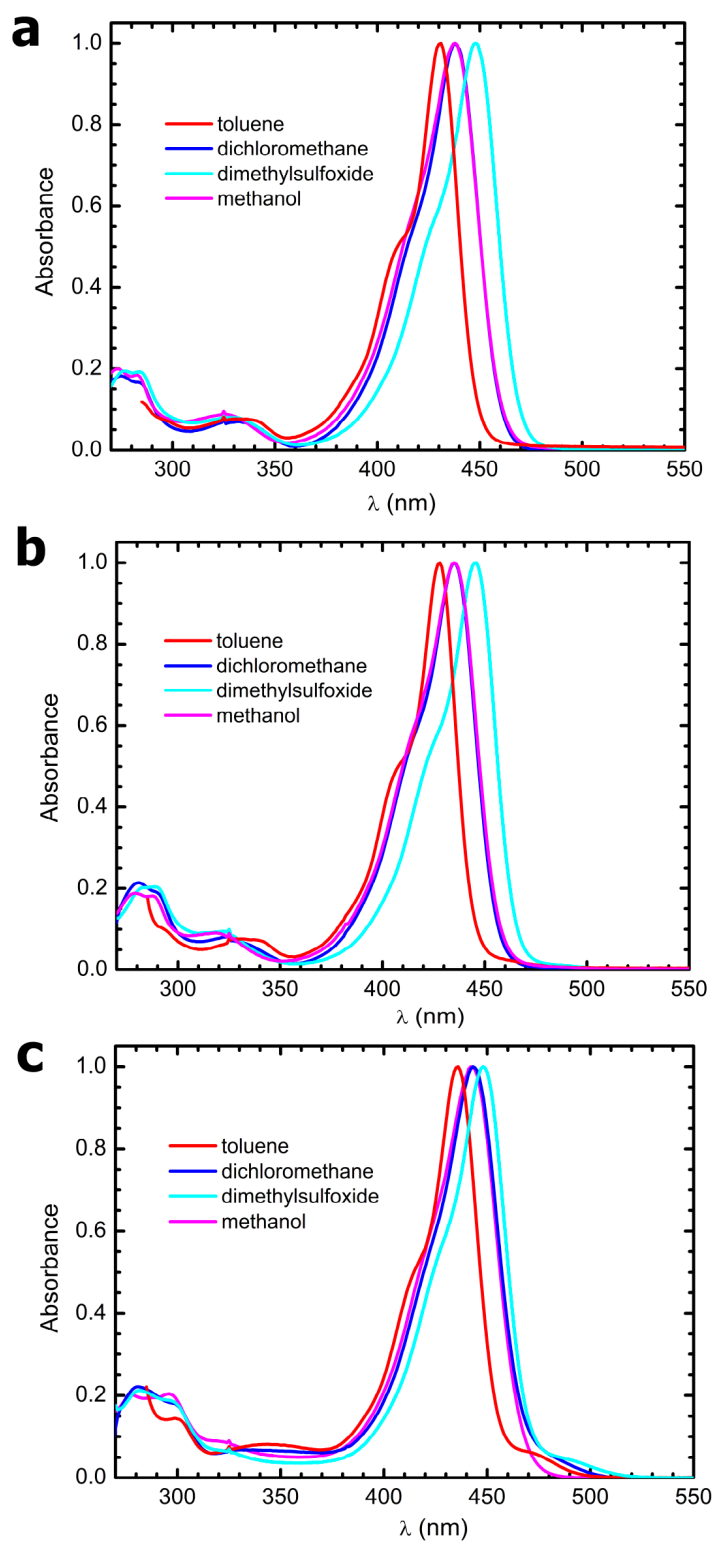 a
1.0
0.8
0.6
0.4
0.2
0.0
Absorbance
toluene
dichloromethane
dimethylsulfoxide
methanol
300
350
400
450
500
550
λ (nm)
b
1.0
0.8
0.6
0.4
0.2
0.0
Absorbance
toluene
dichloromethane
dimethylsulfoxide
methanol
300
350
400
450
500
550
λ (nm)
c
1.0
0.8
0.6
0.4
0.2
0.0
Absorbance
toluene
dichloromethane
dimethylsulfoxide
methanol
300
350
400
450
500
550
λ (nm)